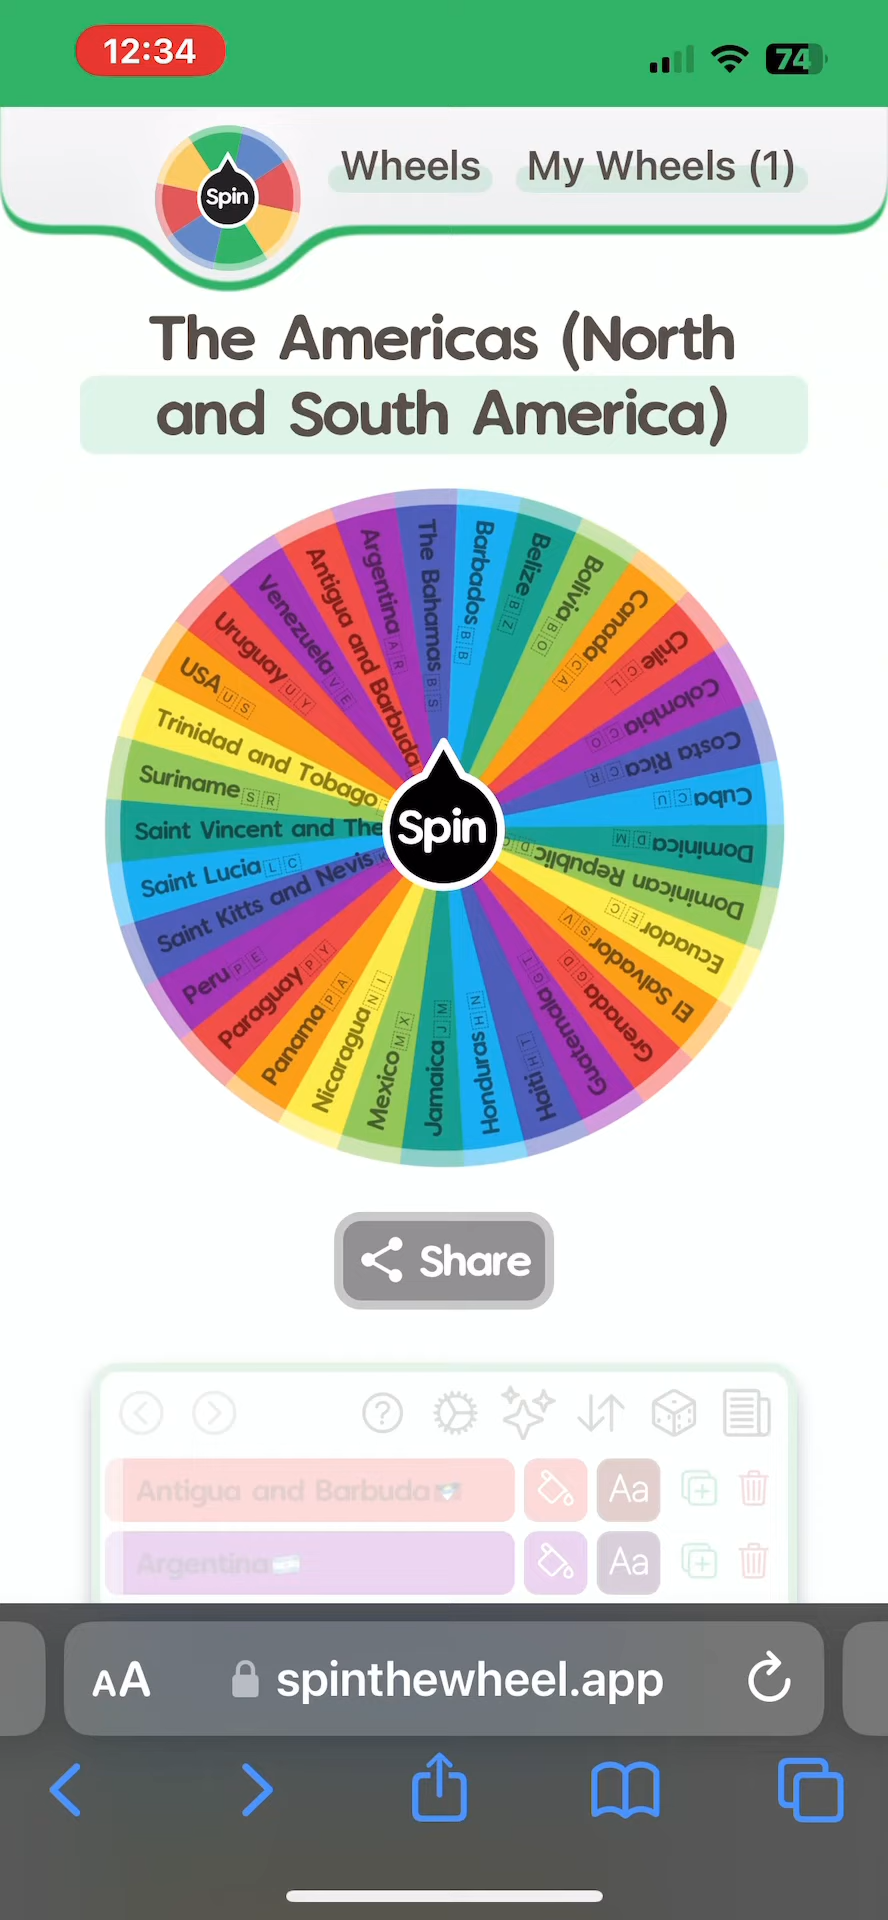 12:34
74
Spin
Wheels
My Wheels (1)
The Americas (North
and South America)
The Bahamas🇧🇸
Barbados🇧🇧
Belize🇧🇿
Bolivia🇧🇴
Canada🇨🇦
Chile🇨🇱
Colombia🇨🇴
Costa Rica🇨🇷
Cuba🇨🇺
Dominica🇩🇲
Dominican Republic🇩🇴
Ecuador🇪🇨
El Salvador🇸🇻
Grenada🇬🇩
Guatemala🇬🇹
Haiti🇭🇹
Honduras🇭🇳
Jamaica🇯🇲
Mexico🇲🇽
Nicaragua🇳🇮
Panama🇵🇦
Paraguay🇵🇾
Peru🇵🇪
Saint Kitts and Nevis
Saint Lucia🇱🇨
Saint Vincent and The
Suriname🇸🇷
Trinidad and Tobago
USA🇺🇸
Uruguay🇺🇾
Venezuela🇻🇪
Antigua and Barbuda
Argentina🇦🇷
Spin
Share
Antigua and Barbuda
Aa
Argentina
Aa
AA
spinthewheel.app